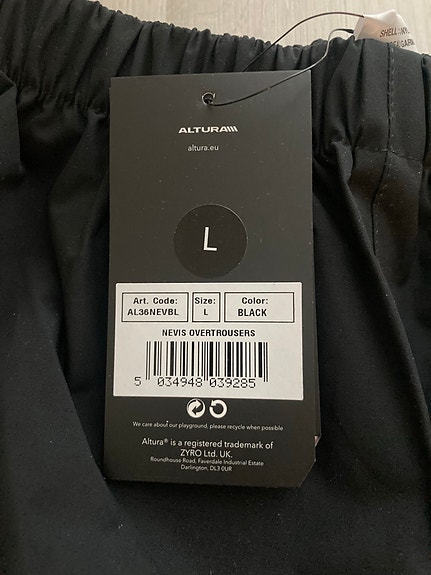 SHELL:
ALTURA
altura.eu
L
Art. Code:
AL36NEVBL
Size:
L
Color:
BLACK
NEVIS OVERTROUSERS
5 034948 039285
We care about our playground, please recycle when possible
Altura® is a registered trademark of
ZYRO Ltd. UK.
Roundhouse Road, Faverdale Industrial Estate
Darlington, DL3 0UR